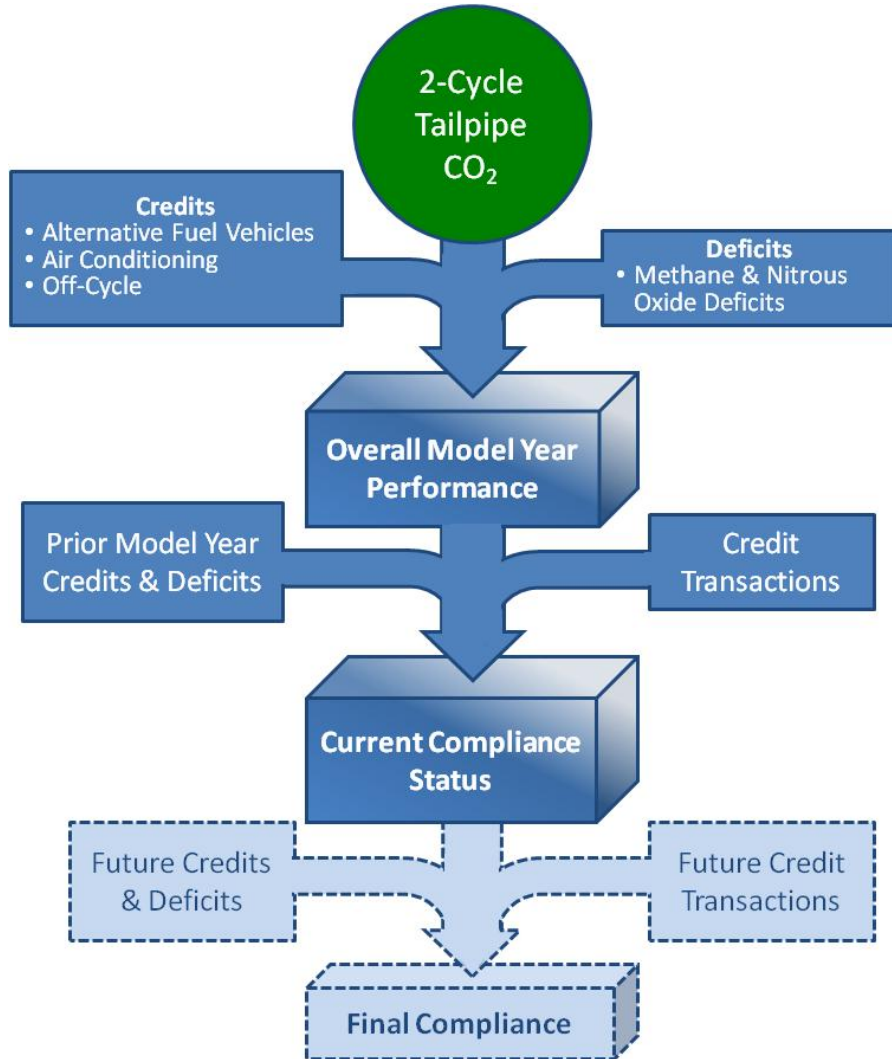 2-Cycle
Tailpipe
CO₂
Credits
• Alternative Fuel Vehicles
• Air Conditioning
• Off-Cycle
Deficits
• Methane & Nitrous
Oxide Deficits
Overall Model Year
Performance
Prior Model Year
Credits & Deficits
Credit
Transactions
Current Compliance
Status
Future Credits
& Deficits
Future Credit
Transactions
Final Compliance